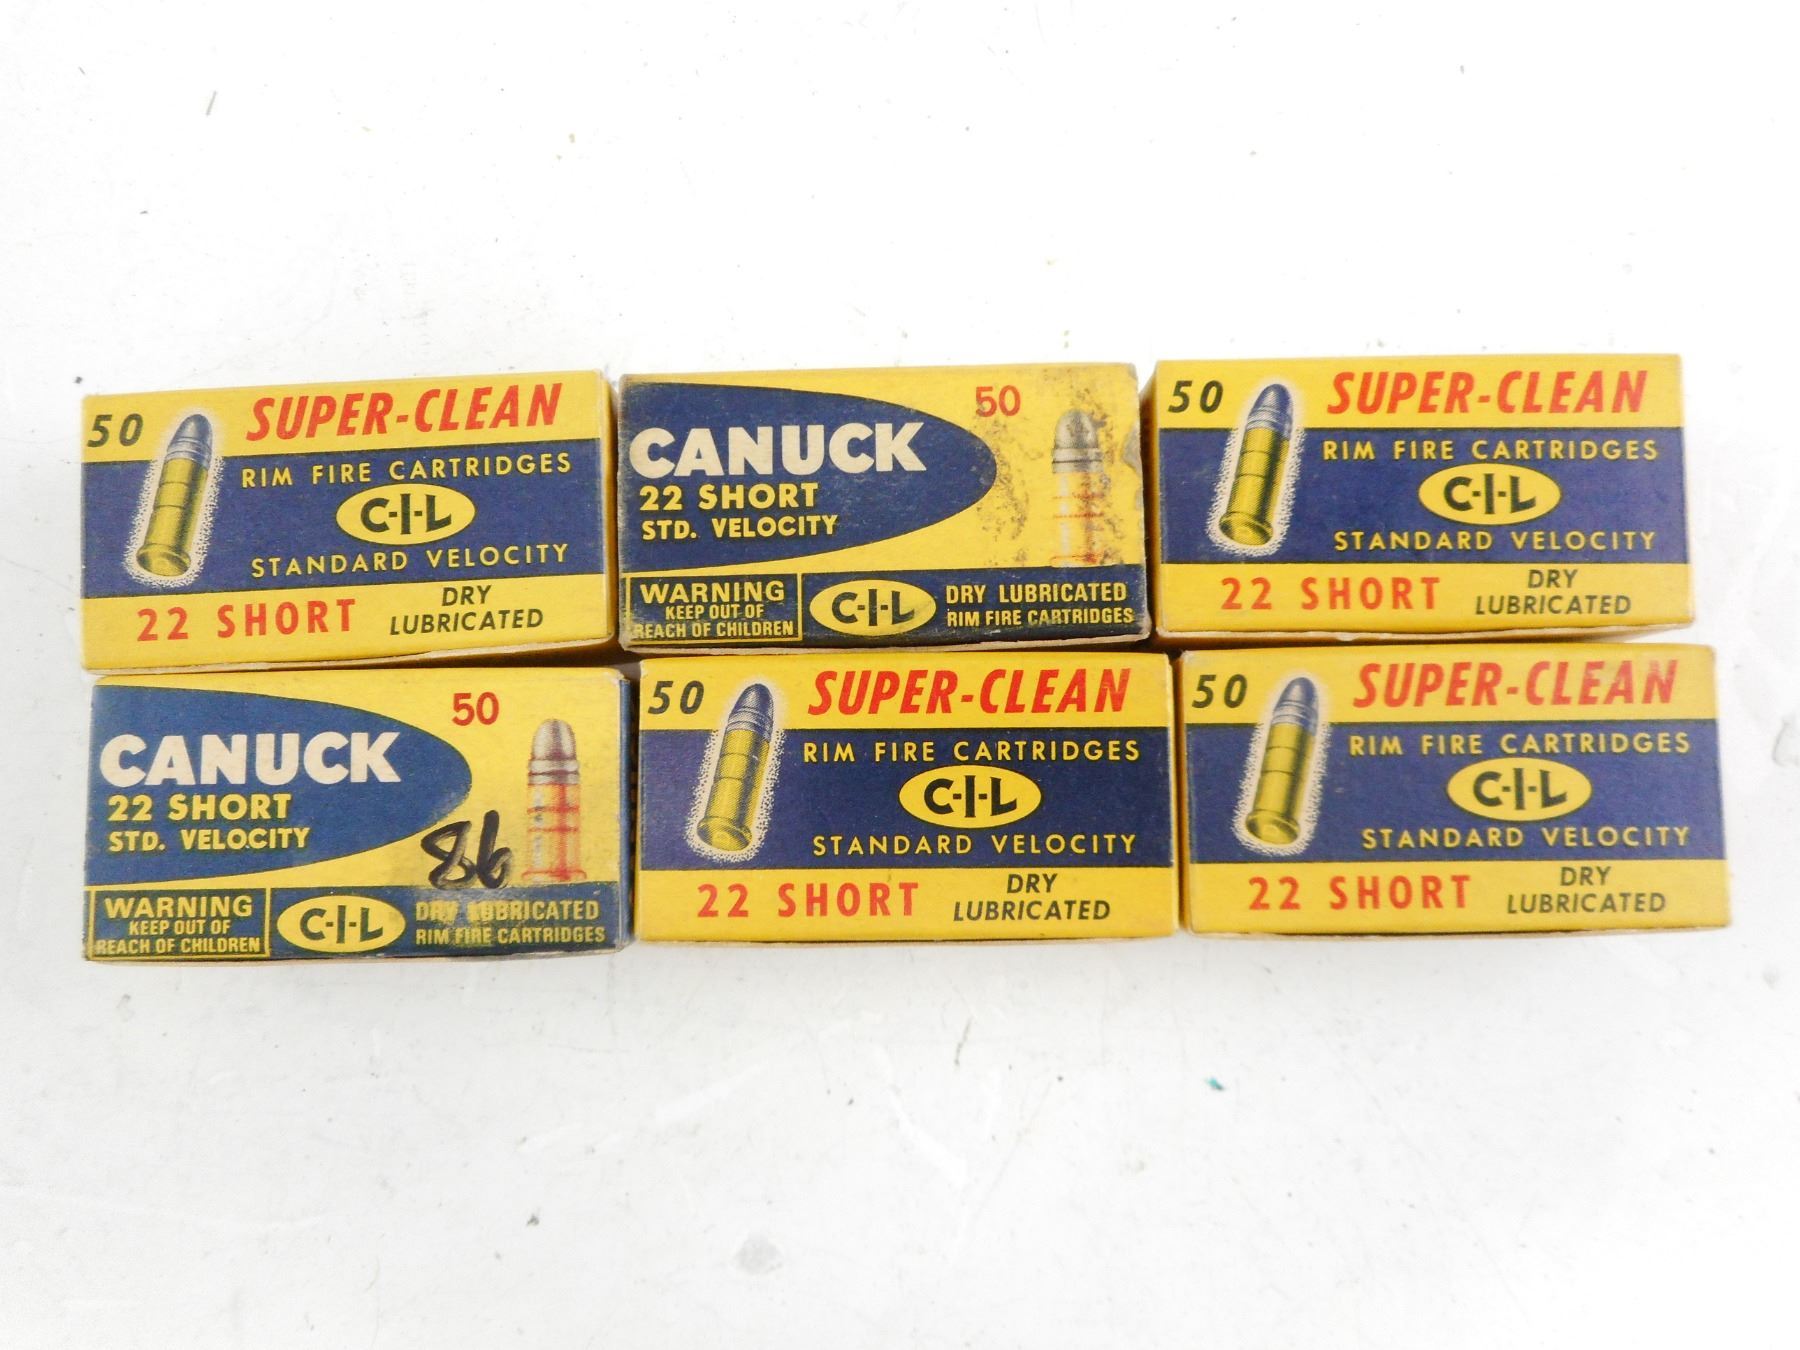 50
SUPER-CLEAN
RIM FIRE CARTRIDGES
C-I-L
STANDARD VELOCITY
22 SHORT
DRY
LUBRICATED
CANUCK
50
22 SHORT
STD. VELOCITY
WARNING
KEEP OUT OF
REACH OF CHILDREN
C-I-L
DRY LUBRICATED
RIM FIRE CARTRIDGES
50
SUPER-CLEAN
RIM FIRE CARTRIDGES
C-I-L
STANDARD VELOCITY
22 SHORT
DRY
LUBRICATED
CANUCK
50
22 SHORT
STD. VELOCITY
86
WARNING
KEEP OUT OF
REACH OF CHILDREN
C-I-L
DRY LUBRICATED
RIM FIRE CARTRIDGES
50
SUPER-CLEAN
RIM FIRE CARTRIDGES
C-I-L
STANDARD VELOCITY
22 SHORT
DRY
LUBRICATED
50
SUPER-CLEAN
RIM FIRE CARTRIDGES
C-I-L
STANDARD VELOCITY
22 SHORT
DRY
LUBRICATED